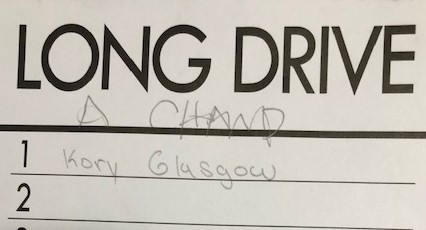 LONG DRIVE
A CHAMP
1 Kory Glasgow
2